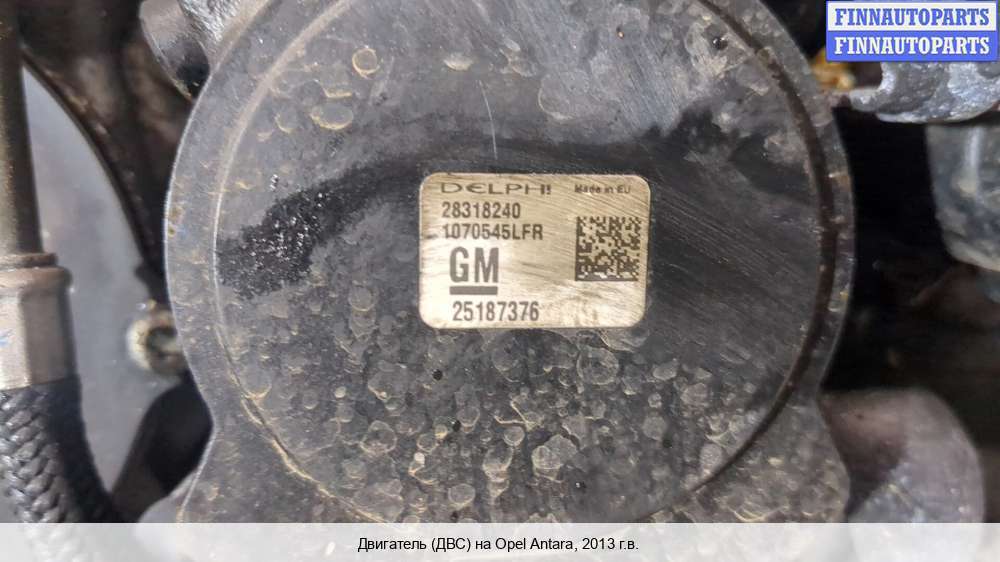 FINNAUTOPARTS
FINNAUTOPARTS
DELPHI Made in EU
28318240
1070545LFR
GM
25187376
Двигатель (ДВС) на Opel Antara, 2013 г.в.